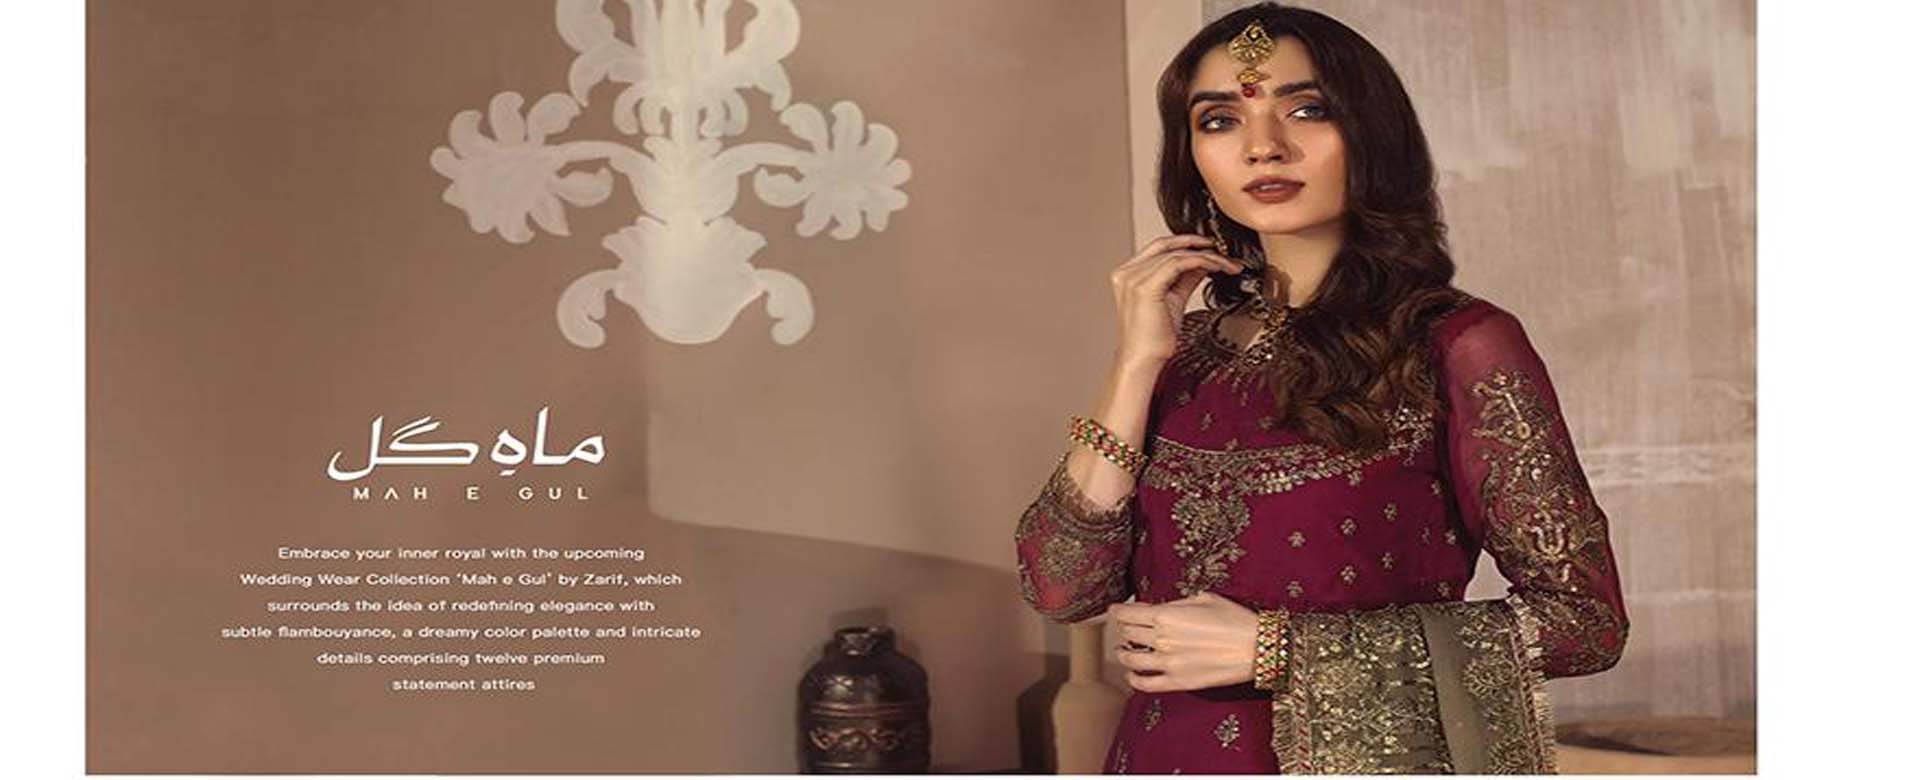 ماہِ گل
MAH E GUL
Embrace your inner royal with the upcoming
Wedding Wear Collection 'Mah e Gul' by Zarif, which
surrounds the idea of redefining elegance with
subtle flambouyance, a dreamy color palette and intricate
details comprising twelve premium
statement attires